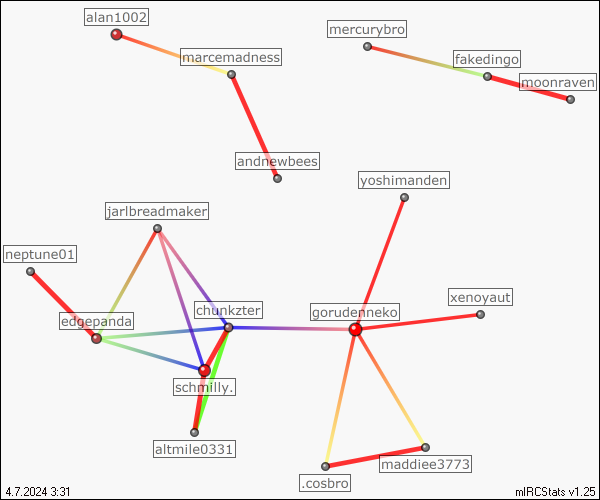 alan1002
mercurybro
marcemadness
fakedingo
moonraven
andnewbees
yoshimanden
jarlbreadmaker
neptune01
xenoyaut
chunkzter
gorudenneko
edgepanda
schmilly.
altmile0331
maddiee3773
.cosbro
4.7.2024 3:31
mIRCStats v1.25